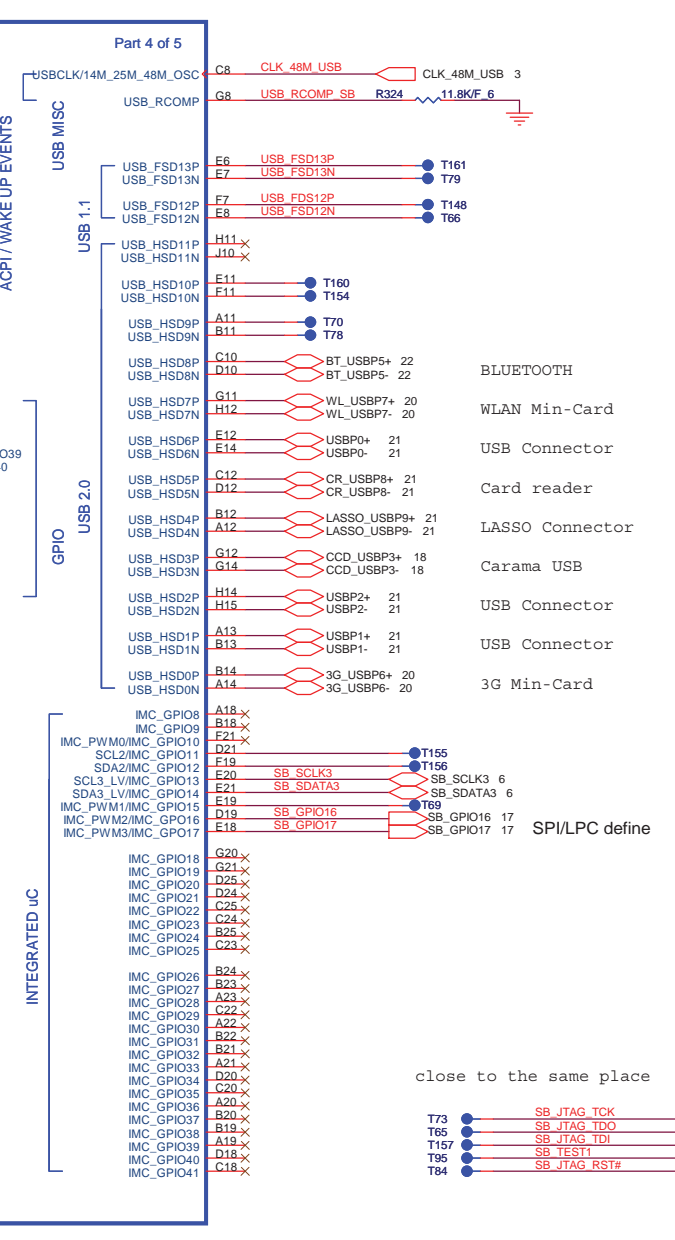 Part 4 of 5
USBCLK/14M_25M_48M_OSC C8 CLK_48M_USB CLK_48M_USB 3
USB_RCOMP G8 USB_RCOMP_SB R324 11.8K/F_6
ACPI / WAKE UP EVENTS
USB MISC
USB_FSD13P E6 USB_FSD13P T161
USB_FSD13N E7 USB_FSD13N T79
USB 1.1
USB_FSD12P F7 USB_FDS12P T148
USB_FSD12N E8 USB_FSD12N T66
USB_HSD11P H11
USB_HSD11N J10
USB_HSD10P E11 T160
USB_HSD10N F11 T154
USB_HSD9P A11 T70
USB_HSD9N B11 T78
USB_HSD8P C10 BT_USBP5+ 22
USB_HSD8N D10 BT_USBP5- 22 BLUETOOTH
USB_HSD7P G11 WL_USBP7+ 20
USB_HSD7N H12 WL_USBP7- 20 WLAN Min-Card
USB_HSD6P E12 USBP0+ 21
USB_HSD6N E14 USBP0- 21 USB Connector
O39
USB_HSD5P C12 CR_USBP8+ 21
USB_HSD5N D12 CR_USBP8- 21 Card reader
USB 2.0
GPIO
USB_HSD4P B12 LASSO_USBP9+ 21
USB_HSD4N A12 LASSO_USBP9- 21 LASSO Connector
USB_HSD3P G12 CCD_USBP3+ 18
USB_HSD3N G14 CCD_USBP3- 18 Carama USB
USB_HSD2P H14 USBP2+ 21
USB_HSD2N H15 USBP2- 21 USB Connector
USB_HSD1P A13 USBP1+ 21
USB_HSD1N B13 USBP1- 21 USB Connector
USB_HSD0P B14 3G_USBP6+ 20
USB_HSD0N A14 3G_USBP6- 20 3G Min-Card
IMC_GPIO8 A18
IMC_GPIO9 B18
IMC_PWM0/IMC_GPIO10 F21
SCL2/IMC_GPIO11 D21 T155
SDA2/IMC_GPIO12 F19 T156
SCL3_LV/IMC_GPIO13 E20 SB_SCLK3 SB_SCLK3 6
SDA3_LV/IMC_GPIO14 E21 SB_SDATA3 SB_SDATA3 6
IMC_PWM1/IMC_GPIO15 E19 T69
IMC_PWM2/IMC_GPO16 D19 SB_GPIO16 SB_GPIO16 17
IMC_PWM3/IMC_GPO17 E18 SB_GPIO17 SB_GPIO17 17 SPI/LPC define
IMC_GPIO18 G20
IMC_GPIO19 G21
IMC_GPIO20 D25
IMC_GPIO21 D24
IMC_GPIO22 C25
IMC_GPIO23 C24
IMC_GPIO24 B25
IMC_GPIO25 C23
INTEGRATED uC
IMC_GPIO26 B24
IMC_GPIO27 B23
IMC_GPIO28 A23
IMC_GPIO29 C22
IMC_GPIO30 A22
IMC_GPIO31 B22
IMC_GPIO32 B21
IMC_GPIO33 A21
IMC_GPIO34 D20
IMC_GPIO35 C20
IMC_GPIO36 A20
IMC_GPIO37 B20
IMC_GPIO38 B19
IMC_GPIO39 A19
IMC_GPIO40 D18
IMC_GPIO41 C18
close to the same place
T73 SB_JTAG_TCK
T65 SB_JTAG_TDO
T157 SB_JTAG_TDI
T95 SB_TEST1
T84 SB_JTAG_RST#